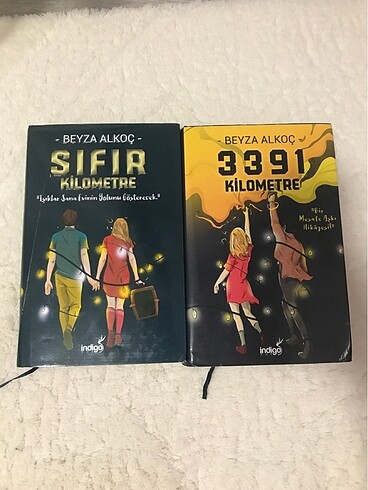 - BEYZA ALKOÇ -
SIFIR
KİLOMETRE
"Işıklar Sana Evinin Yolunu Gösterecek."
indigo
- BEYZA ALKOÇ -
3391
KİLOMETRE
"Bir
Mesafe Aşkı
Hikâyesi"
indigo